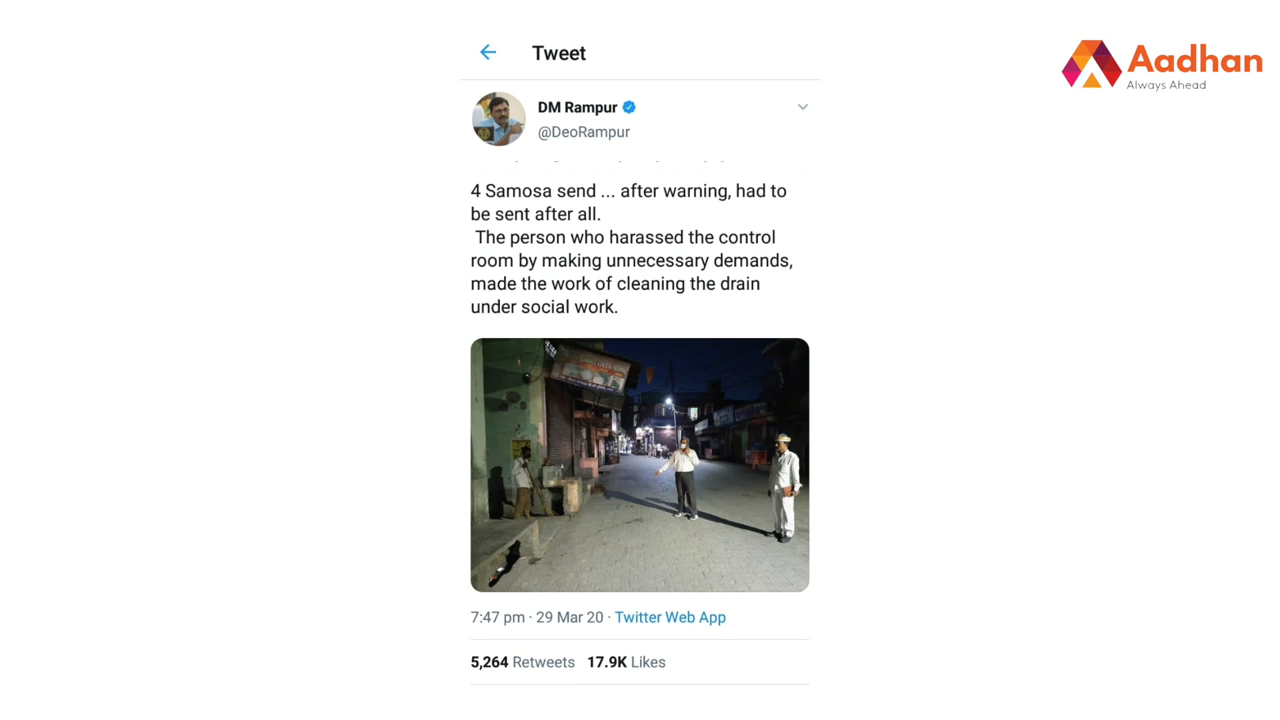 Tweet
Aadhan
Always Ahead
DM Rampur
@DeoRampur
4 Samosa send ... after warning, had to
be sent after all.
The person who harassed the control
room by making unnecessary demands,
made the work of cleaning the drain
under social work.
7:47 pm · 29 Mar 20 · Twitter Web App
5,264 Retweets 17.9K Likes